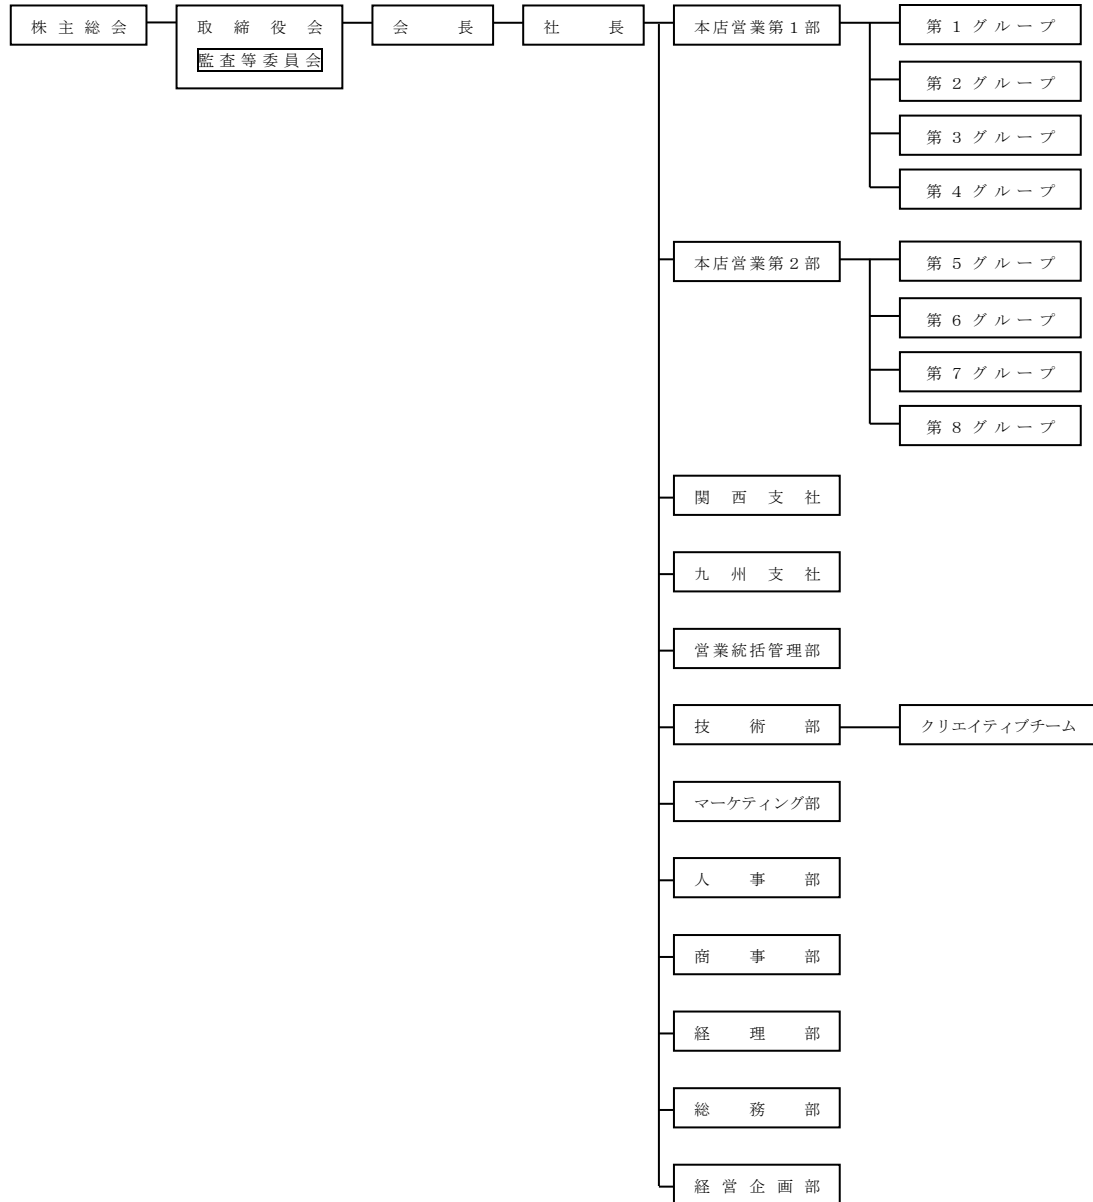 株主総会
取締役会
監査等委員会
会長
社長
本店営業第1部
第1グループ
第2グループ
第3グループ
第4グループ
本店営業第2部
第5グループ
第6グループ
第7グループ
第8グループ
関西支社
九州支社
営業統括管理部
技術部
クリエイティブチーム
マーケティング部
人事部
商事部
経理部
総務部
経営企画部